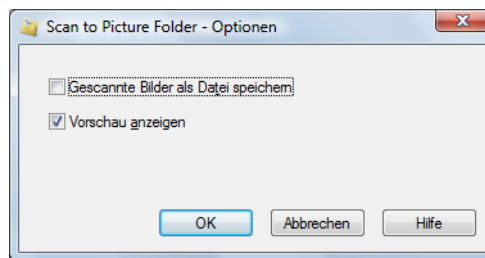 Scan to Picture Folder - Optionen
Gescannte Bilder als Datei speichern
Vorschau anzeigen
OK Abbrechen Hilfe